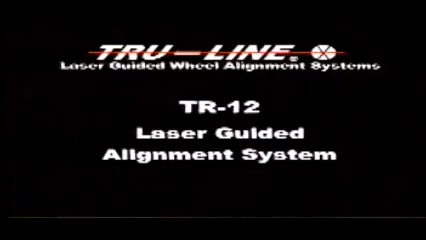 TRU-LINE®
Laser Guided Wheel Alignment Systems
TR-12
Laser Guided
Alignment System